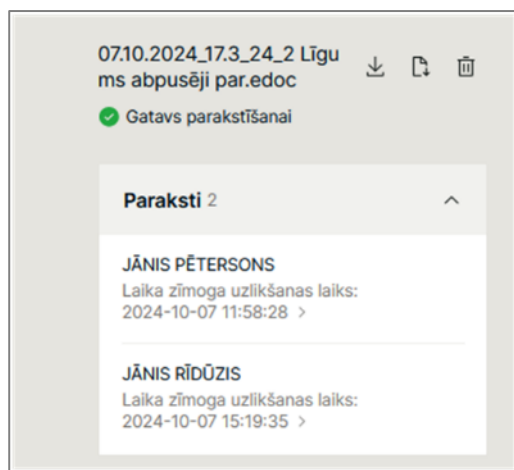 07.10.2024_17.3_24_2 Līgu
ms abpusēji par.edoc
Gatavs parakstīšanai
Paraksti 2
JĀNIS PĒTERSONS
Laika zīmoga uzlikšanas laiks:
2024-10-07 11:58:28 >
JĀNIS RĪDŪZIS
Laika zīmoga uzlikšanas laiks:
2024-10-07 15:19:35 >